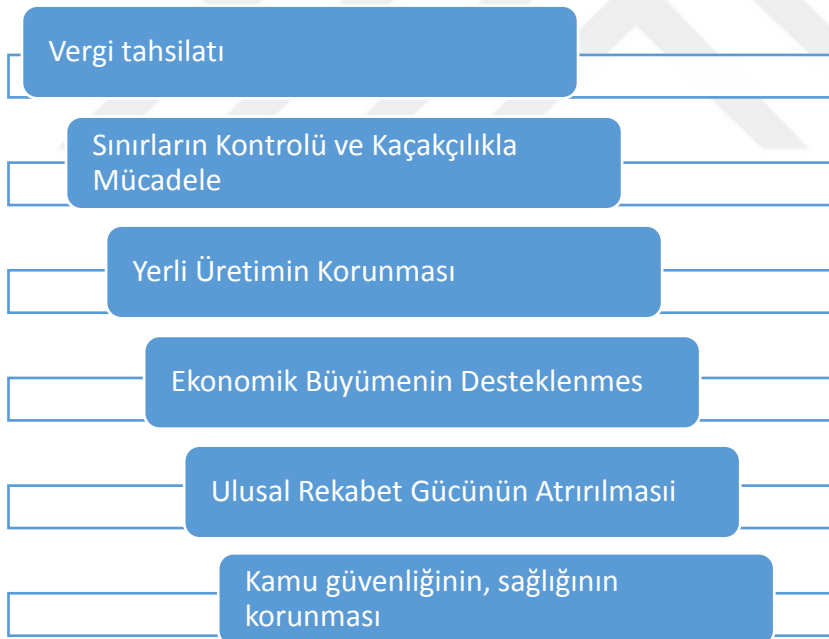 Vergi tahsilatı
Sınırların Kontrolü ve Kaçakçılıkla
Mücadele
Yerli Üretimin Korunması
Ekonomik Büyümenin Desteklenmes
Ulusal Rekabet Gücünün Atrırılmasıi
Kamu güvenliğinin, sağlığının
korunması